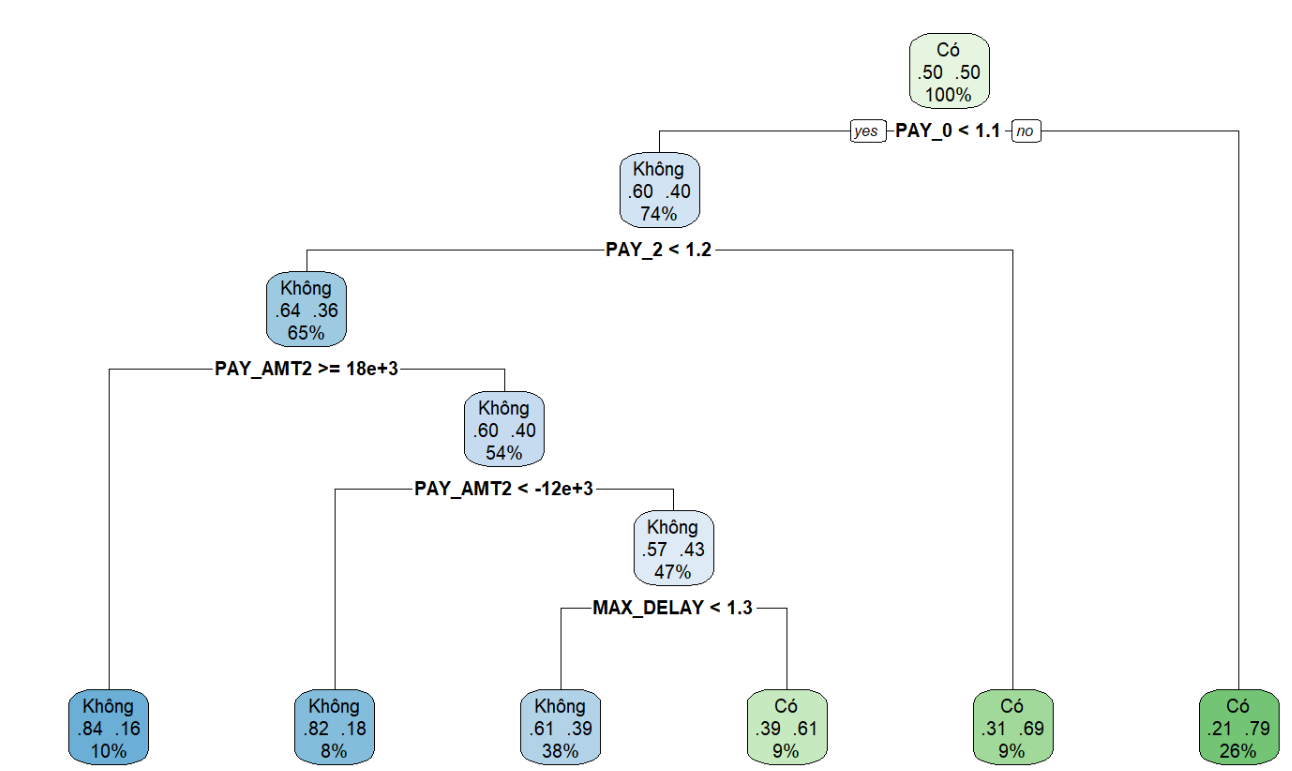 Có
.50 .50
100%
yes PAY_0 < 1.1 no
Không
.60 .40
74%
PAY_2 < 1.2
Không
.64 .36
65%
PAY_AMT2 >= 18e+3
Không
.60 .40
54%
PAY_AMT2 < -12e+3
Không
.57 .43
47%
MAX_DELAY < 1.3
Không
.84 .16
10%
Không
.82 .18
8%
Không
.61 .39
38%
Có
.39 .61
9%
Có
.31 .69
9%
Có
.21 .79
26%